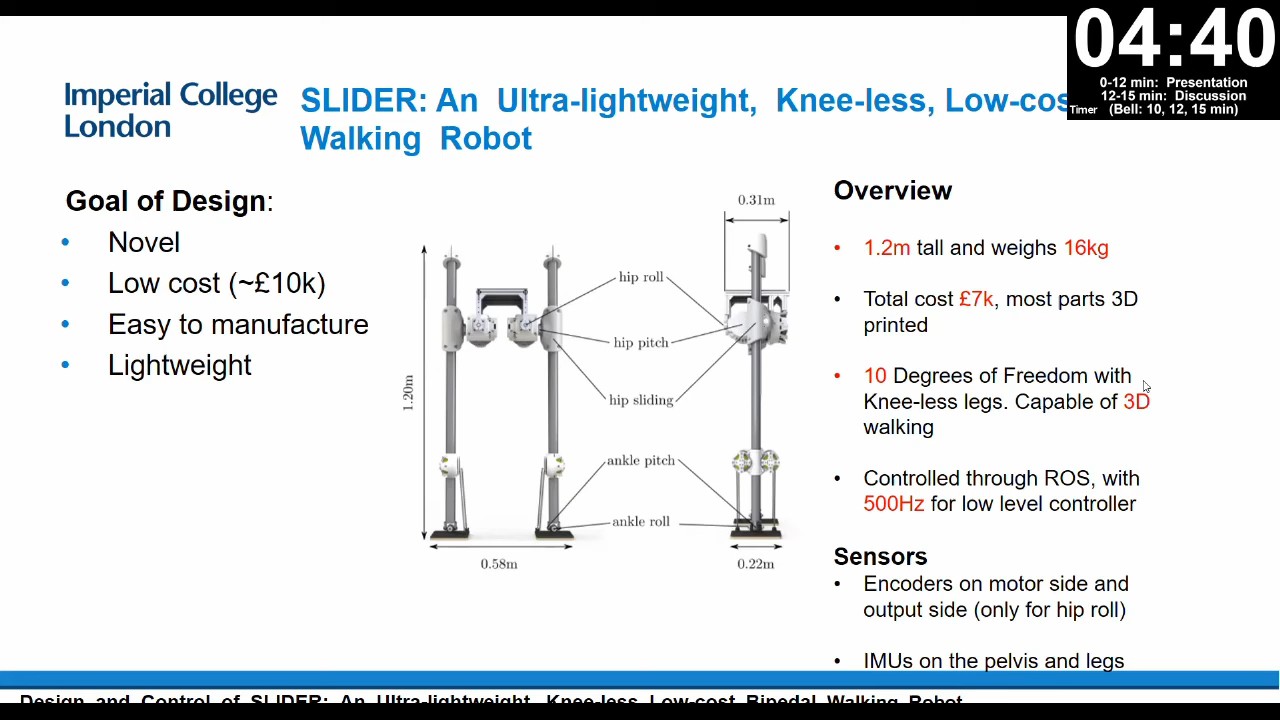 04:40
0-12 min: Presentation
12-15 min: Discussion
Timer (Bell: 10, 12, 15 min)
Imperial College
London
SLIDER: An Ultra-lightweight, Knee-less, Low-cos
Walking Robot
Goal of Design:
• Novel
• Low cost (~£10k)
• Easy to manufacture
• Lightweight
0.31m
hip roll
hip pitch
hip sliding
1.20m
ankle pitch
ankle roll
0.58m
0.22m
Overview
• 1.2m tall and weighs 16kg
• Total cost £7k, most parts 3D
printed
• 10 Degrees of Freedom with
Knee-less legs. Capable of 3D
walking
• Controlled through ROS, with
500Hz for low level controller
Sensors
• Encoders on motor side and
output side (only for hip roll)
• IMUs on the pelvis and legs
Design and Control of SLIDER: An Ultra-lightweight, Knee-less, Low-cost Bipedal Walking Robot